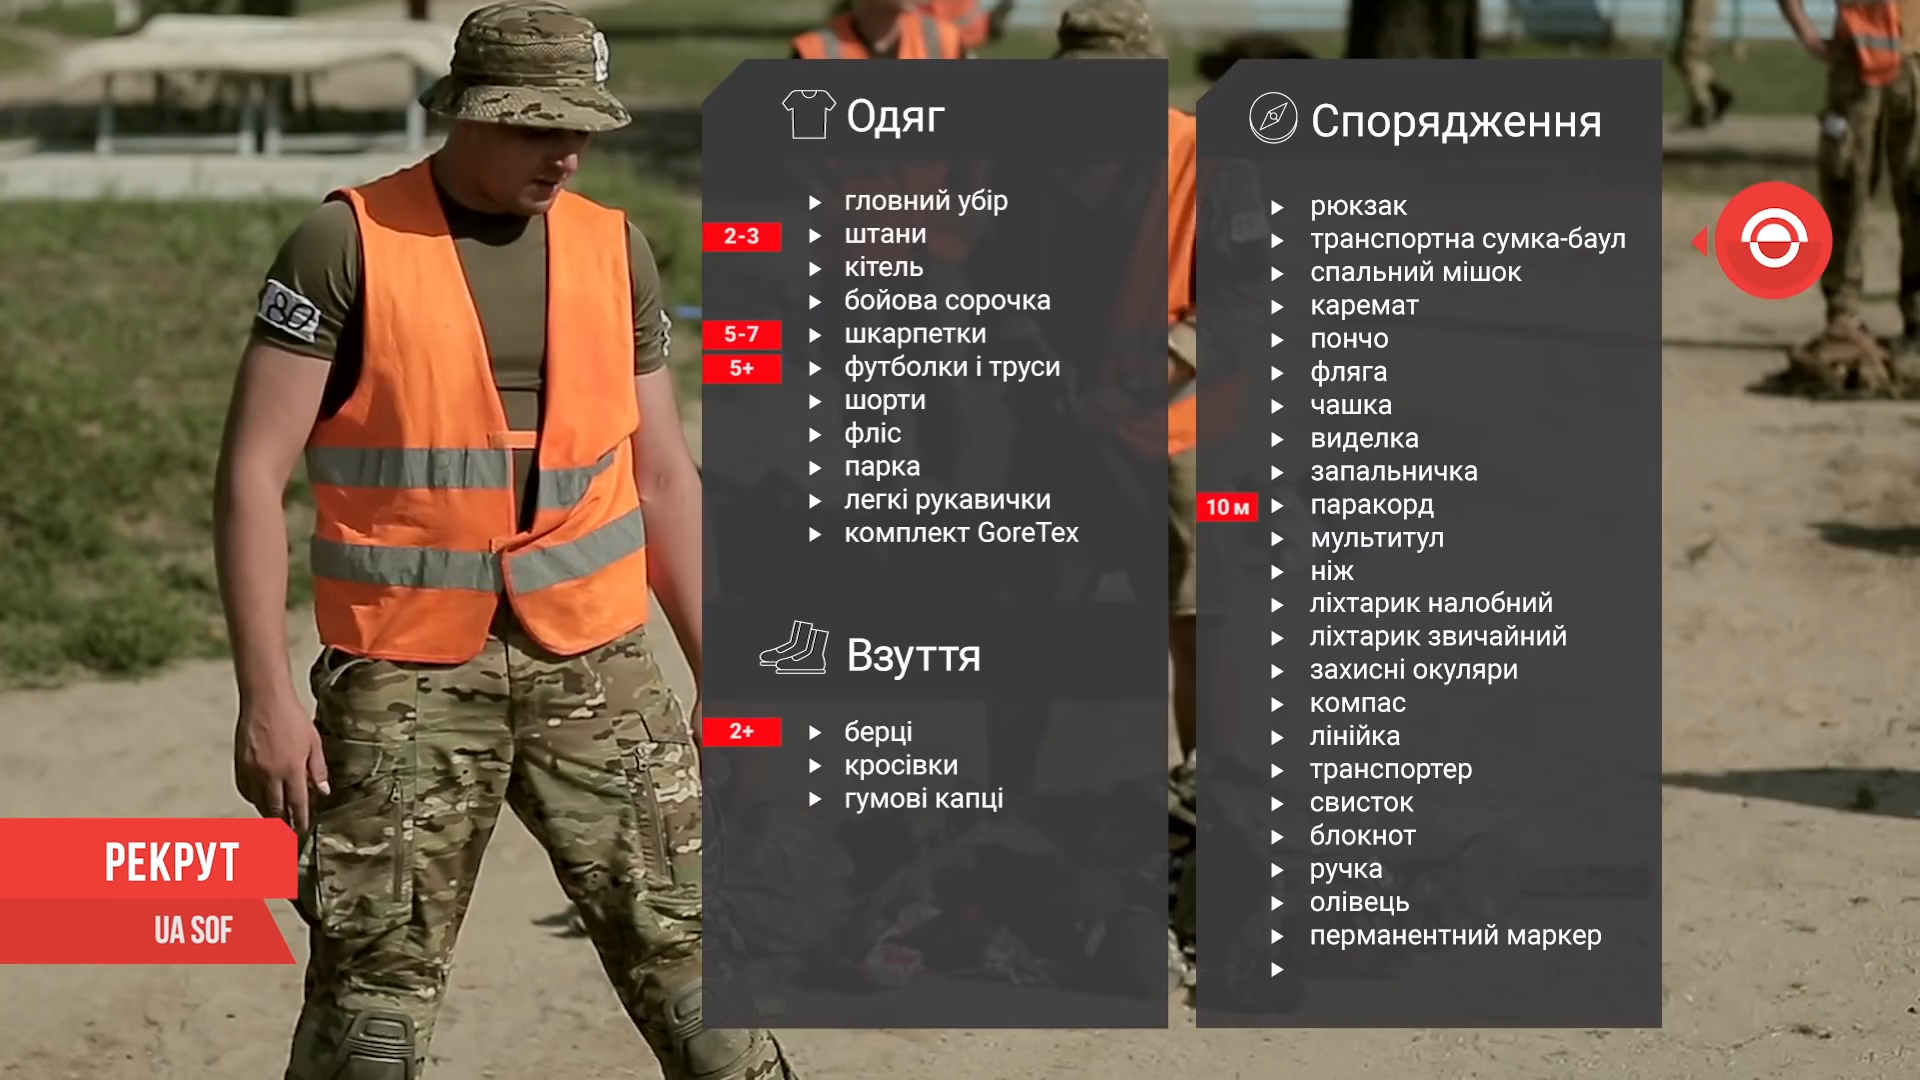 Одяг
гловний убір
2-3 штани
кітель
бойова сорочка
5-7 шкарпетки
5+ футболки і труси
шорти
фліс
парка
легкі рукавички
комплект GoreTex
Взуття
2+ берці
кросівки
гумові капці
Спорядження
рюкзак
транспортна сумка-баул
спальний мішок
каремат
пончо
фляга
чашка
виделка
запальничка
10 м паракорд
мультитул
ніж
ліхтарик налобний
ліхтарик звичайний
захисні окуляри
компас
лінійка
транспортер
свисток
блокнот
ручка
олівець
перманентний маркер
80
РЕКРУТ
UA SOF